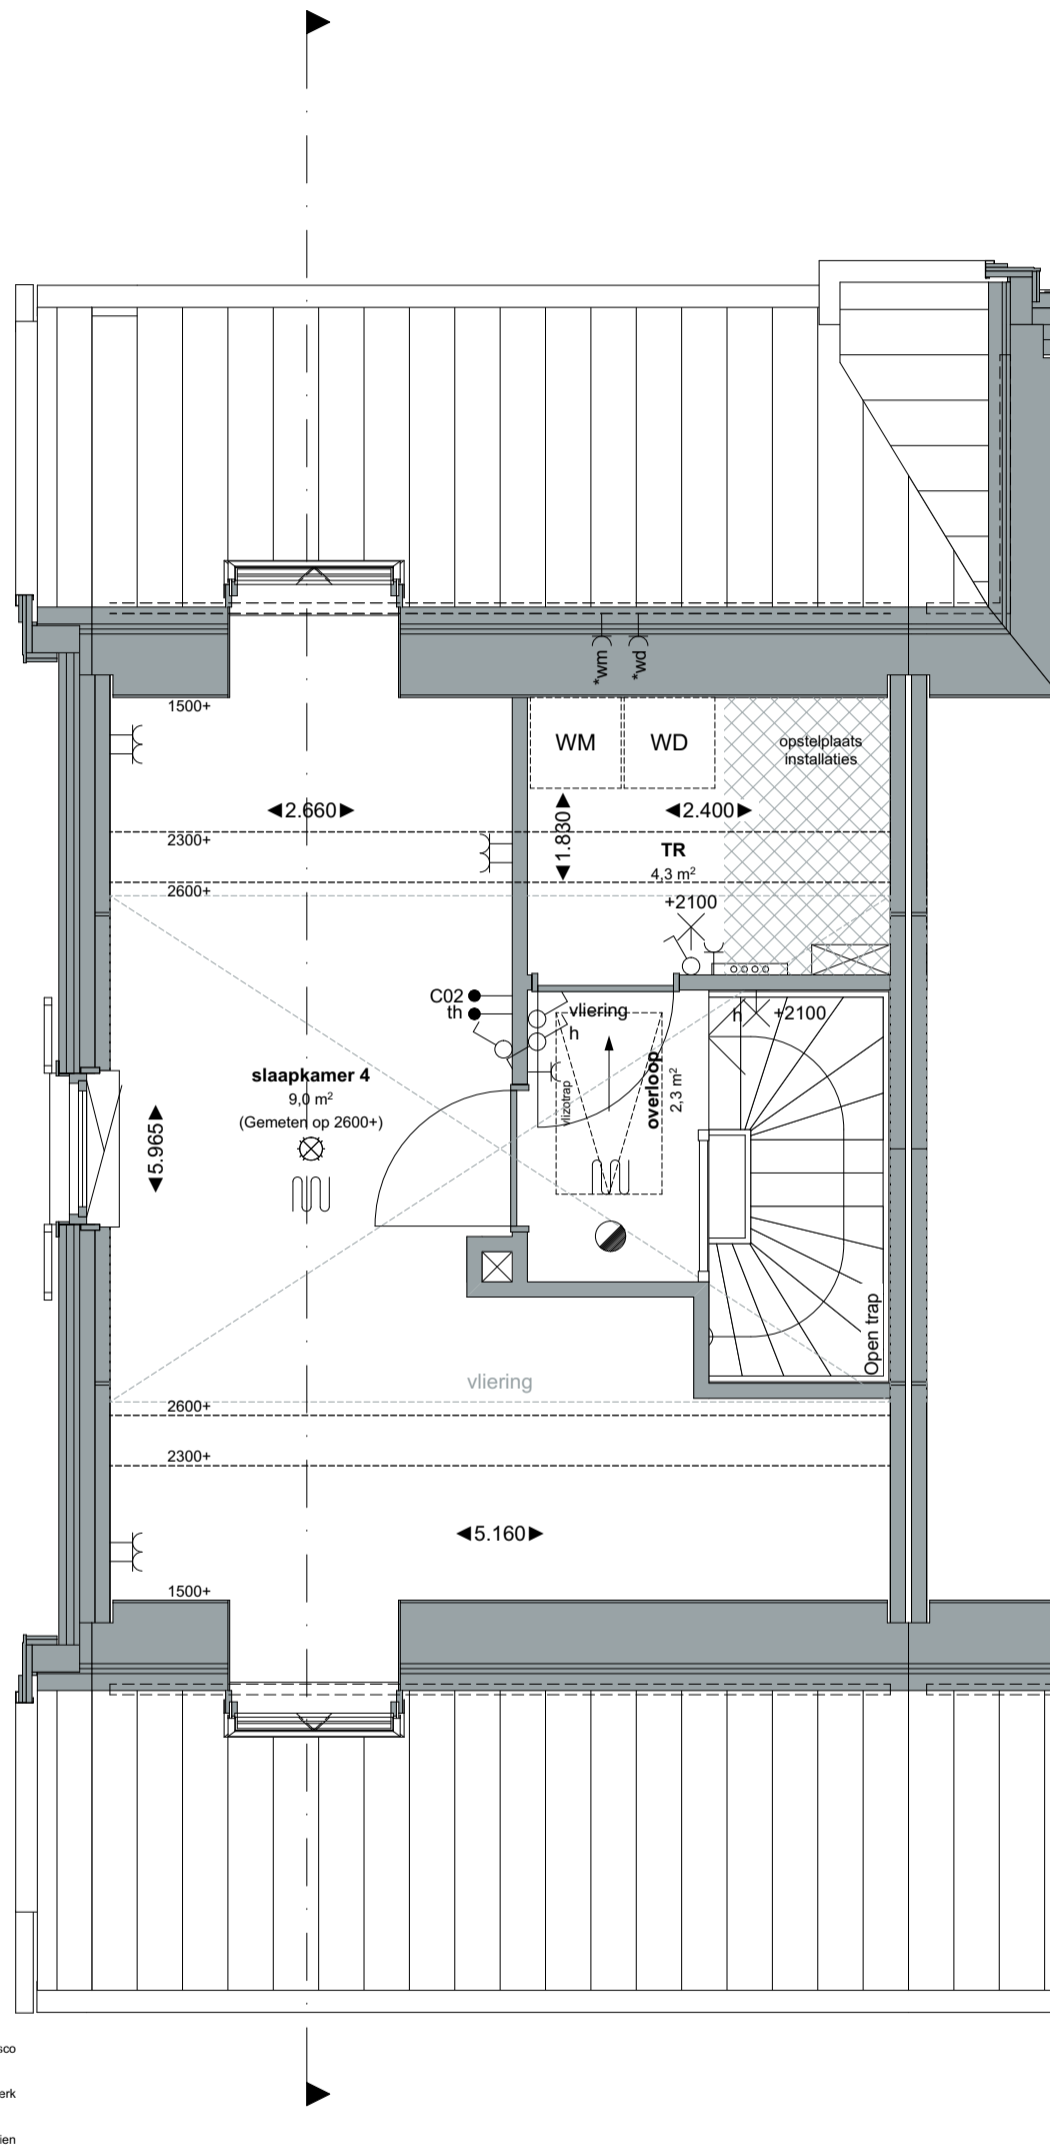 *wm
*wd
1500+
WM
WD
opstelplaats
installaties
2.660
1.830
2.400
2300+
TR
4,3 m²
2600+
+2100
C02
th
vliering
h
h
+2100
slaapkamer 4
9,0 m²
(Gemeten op 2600+)
vlizotrap
overloop
2,3 m²
5.965
Open trap
vliering
2600+
2300+
5.160
1500+
sco
erk
ien